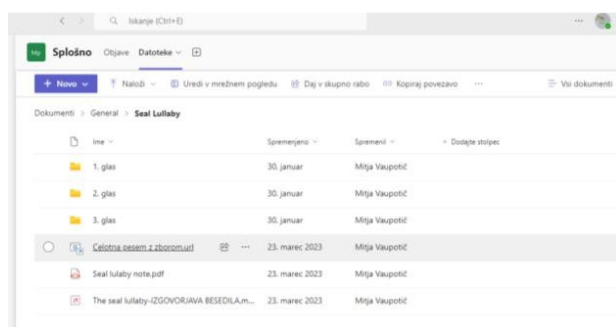 Iskanje (Ctrl+E)
Mp Splošno Objave Datoteke
+ Novo Naloži Uredi v mrežnem pogledu Daj v skupno rabo Kopiraj povezavo ... Vsi dokumenti
Dokumenti > General > Seal Lullaby
Ime Spremenjeno Spremenil + Dodajte stolpec
1. glas 30. januar Mitja Vaupotič
2. glas 30. januar Mitja Vaupotič
3. glas 30. januar Mitja Vaupotič
Celotna pesem z zborom.url ... 23. marec 2023 Mitja Vaupotič
Seal lulaby note.pdf 23. marec 2023 Mitja Vaupotič
The seal lullaby-IZGOVORJAVA BESEDILA.m... 23. marec 2023 Mitja Vaupotič